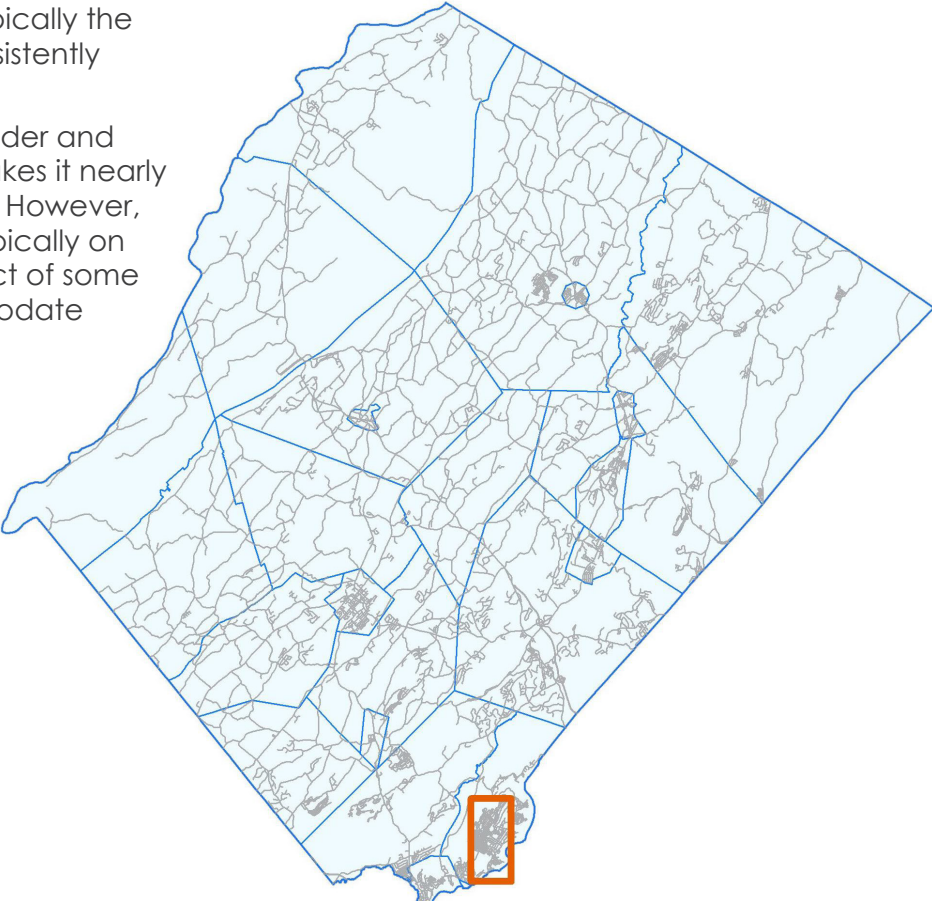 pically the
sistently
der and
kes it nearly
However,
pically on
ct of some
odate